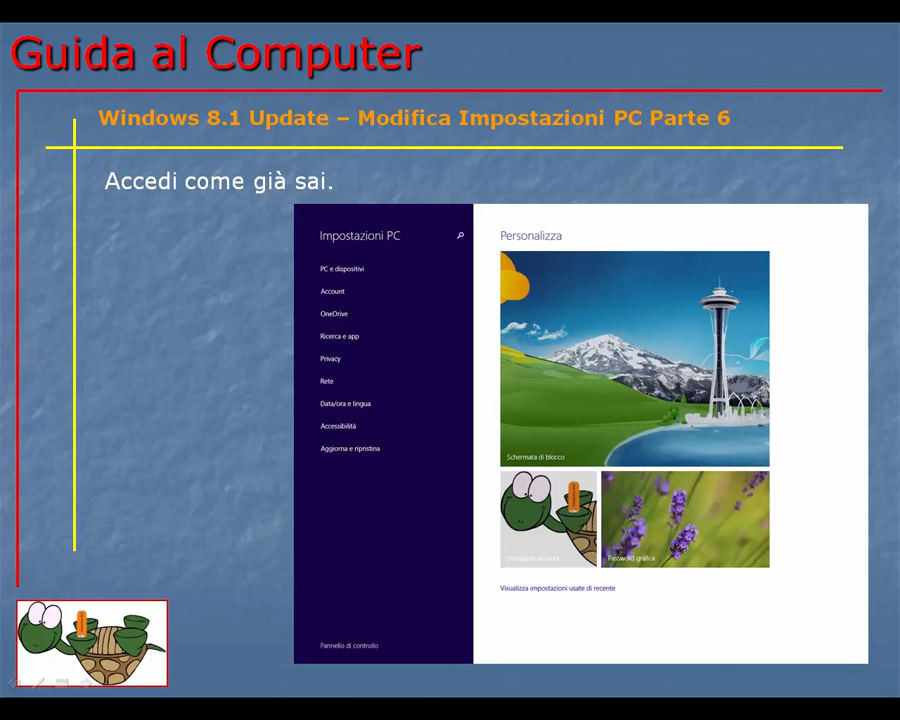 Guida al Computer
Windows 8.1 Update – Modifica Impostazioni PC Parte 6
Accedi come già sai.
Impostazioni PC
PC e dispositivi
Account
OneDrive
Ricerca e app
Privacy
Rete
Data/ora e lingua
Accessibilità
Aggiorna e ripristina
Pannello di controllo
Personalizza
Schermata di blocco
Immagine account
Password grafica
Visualizza impostazioni usate di recente